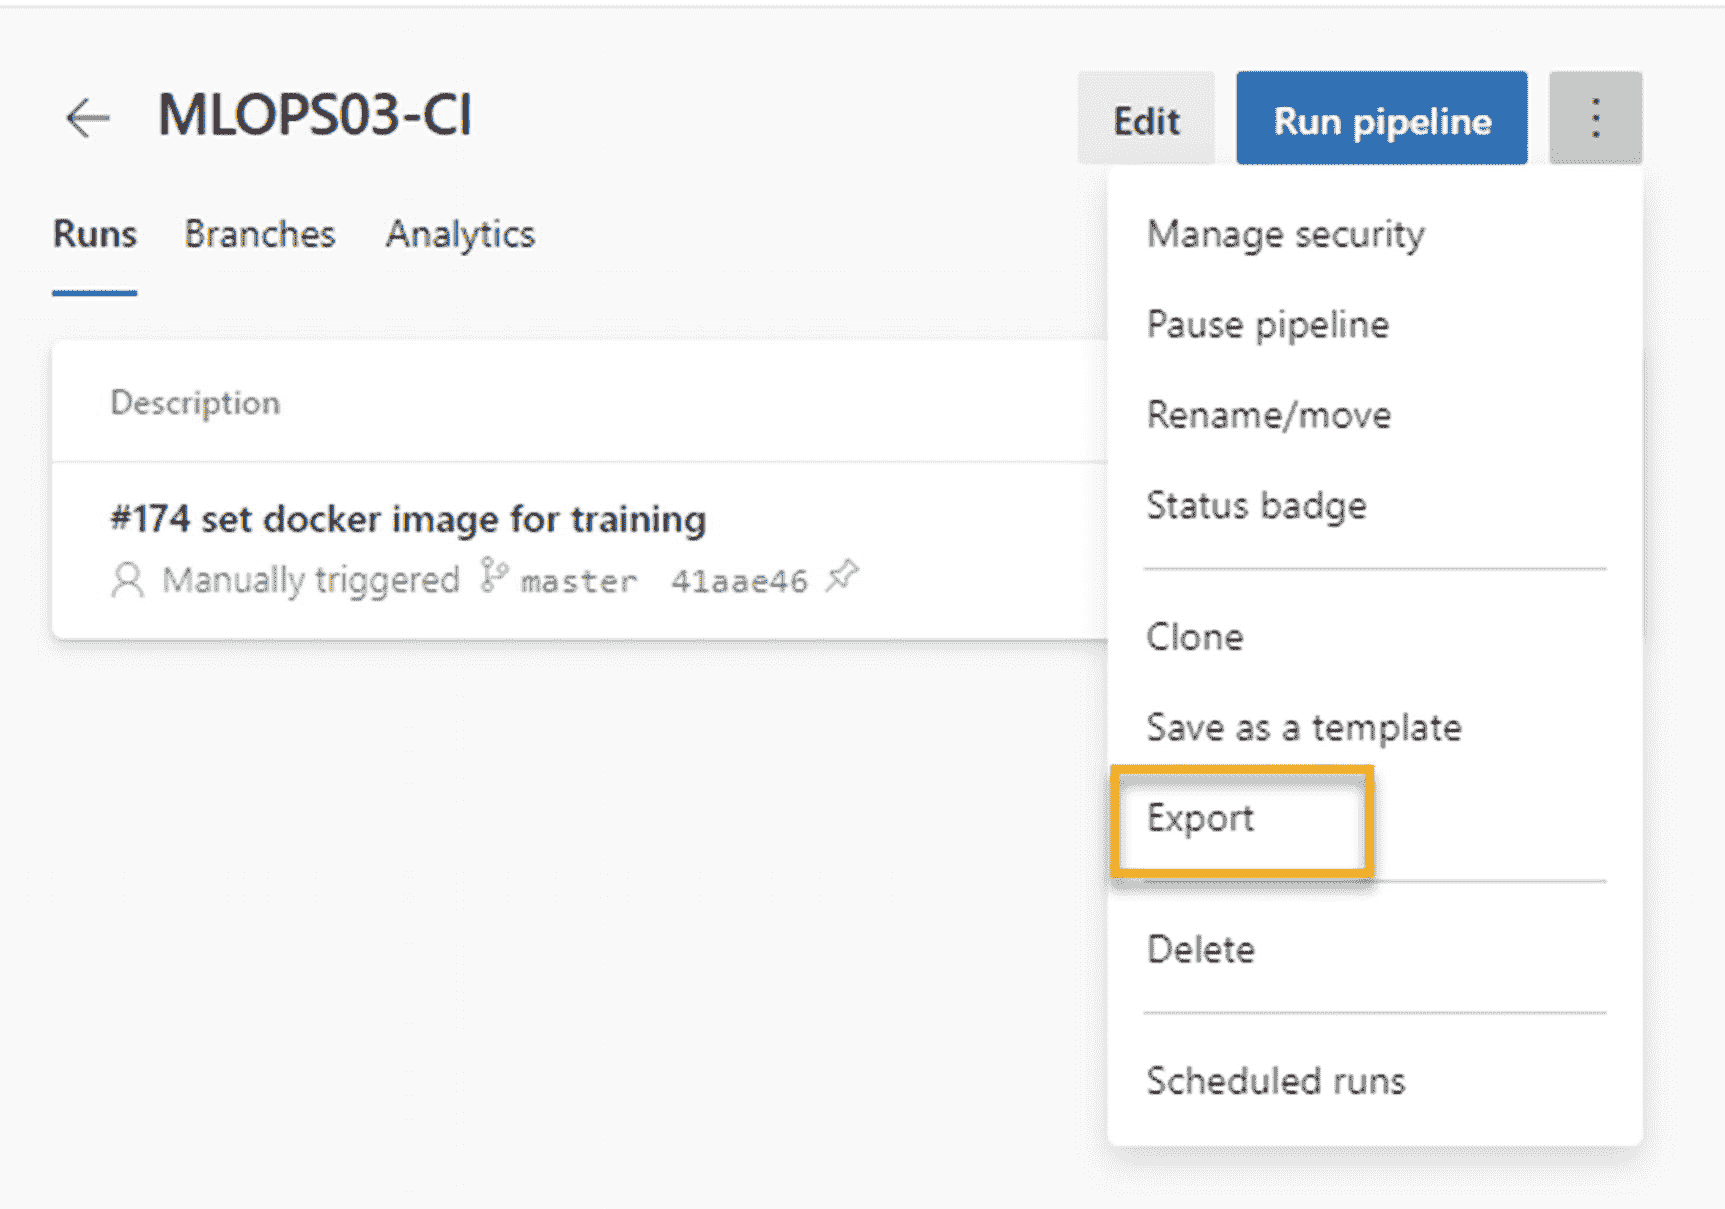 MLOPS03-CI
Edit
Run pipeline
Runs
Branches
Analytics
Description
#174 set docker image for training
Manually triggered master 41aae46
Manage security
Pause pipeline
Rename/move
Status badge
Clone
Save as a template
Export
Delete
Scheduled runs